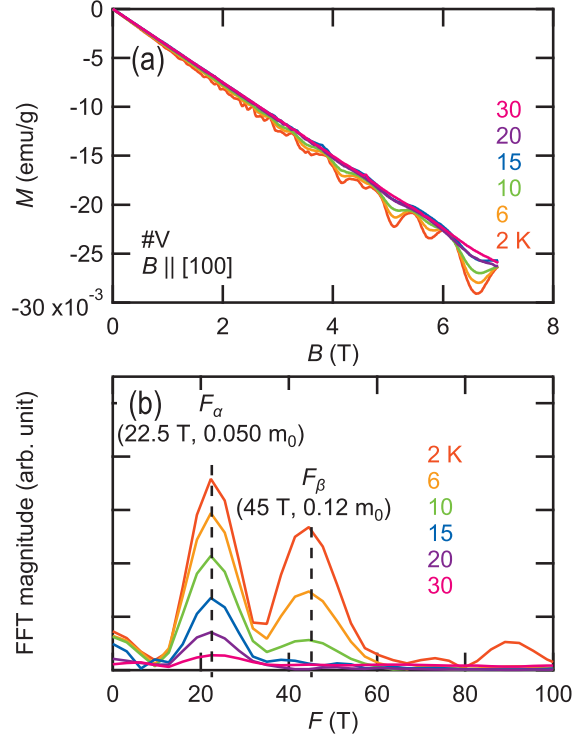 0
-5
-10
-15
-20
-25
-30 x10⁻³
M (emu/g)
(a)
30
20
15
10
6
2 K
#V
B || [100]
0
2
4
6
8
B (T)
(b)
Fα
(22.5 T, 0.050 m₀)
Fβ
(45 T, 0.12 m₀)
2 K
6
10
15
20
30
FFT magnitude (arb. unit)
0
20
40
60
80
100
F (T)